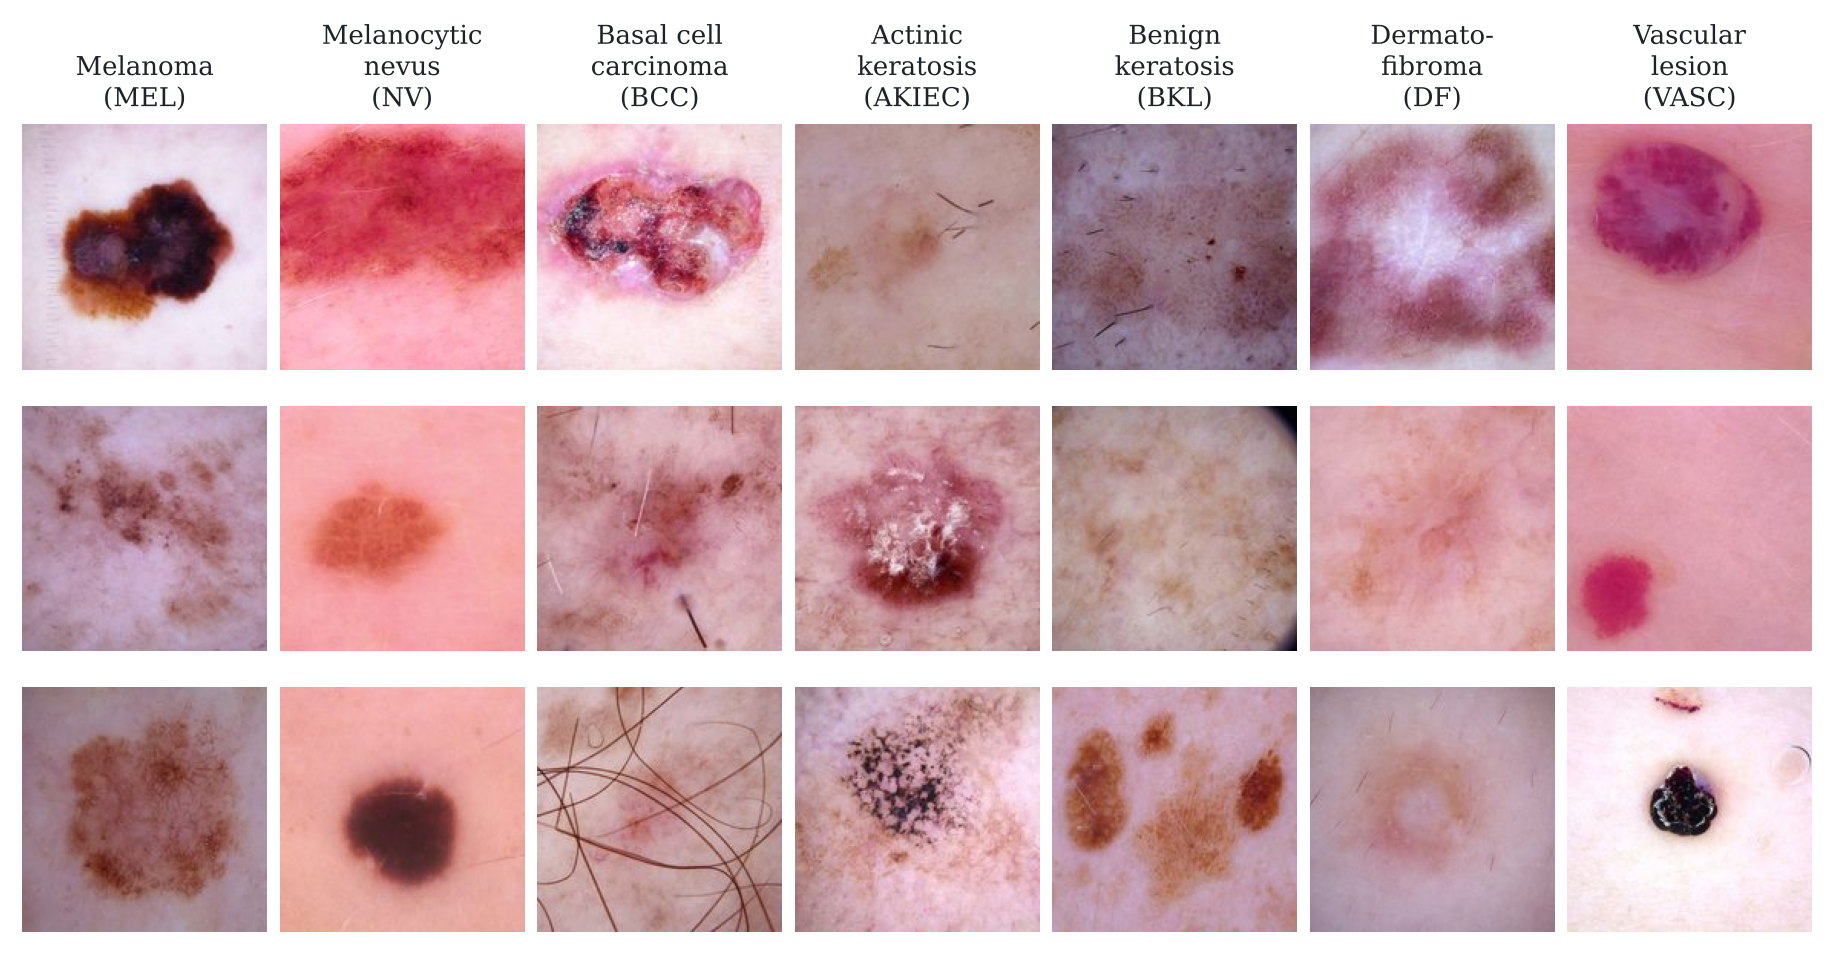 Melanoma
(MEL)
Melanocytic
nevus
(NV)
Basal cell
carcinoma
(BCC)
Actinic
keratosis
(AKIEC)
Benign
keratosis
(BKL)
Dermato-
fibroma
(DF)
Vascular
lesion
(VASC)